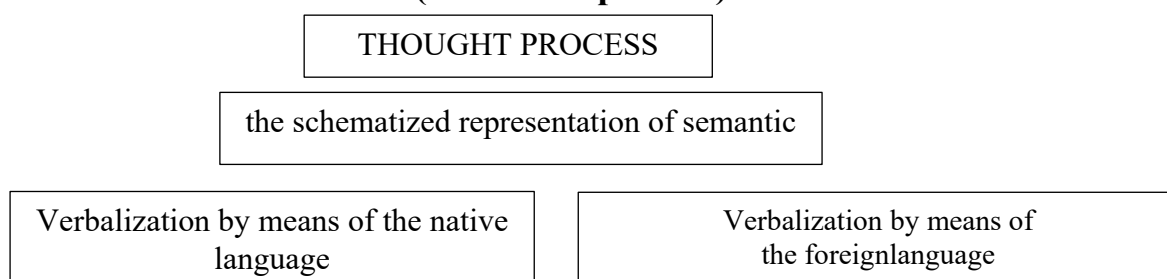 THOUGHT PROCESS
the schematized representation of semantic
Verbalization by means of the native
language
Verbalization by means of
the foreignlanguage